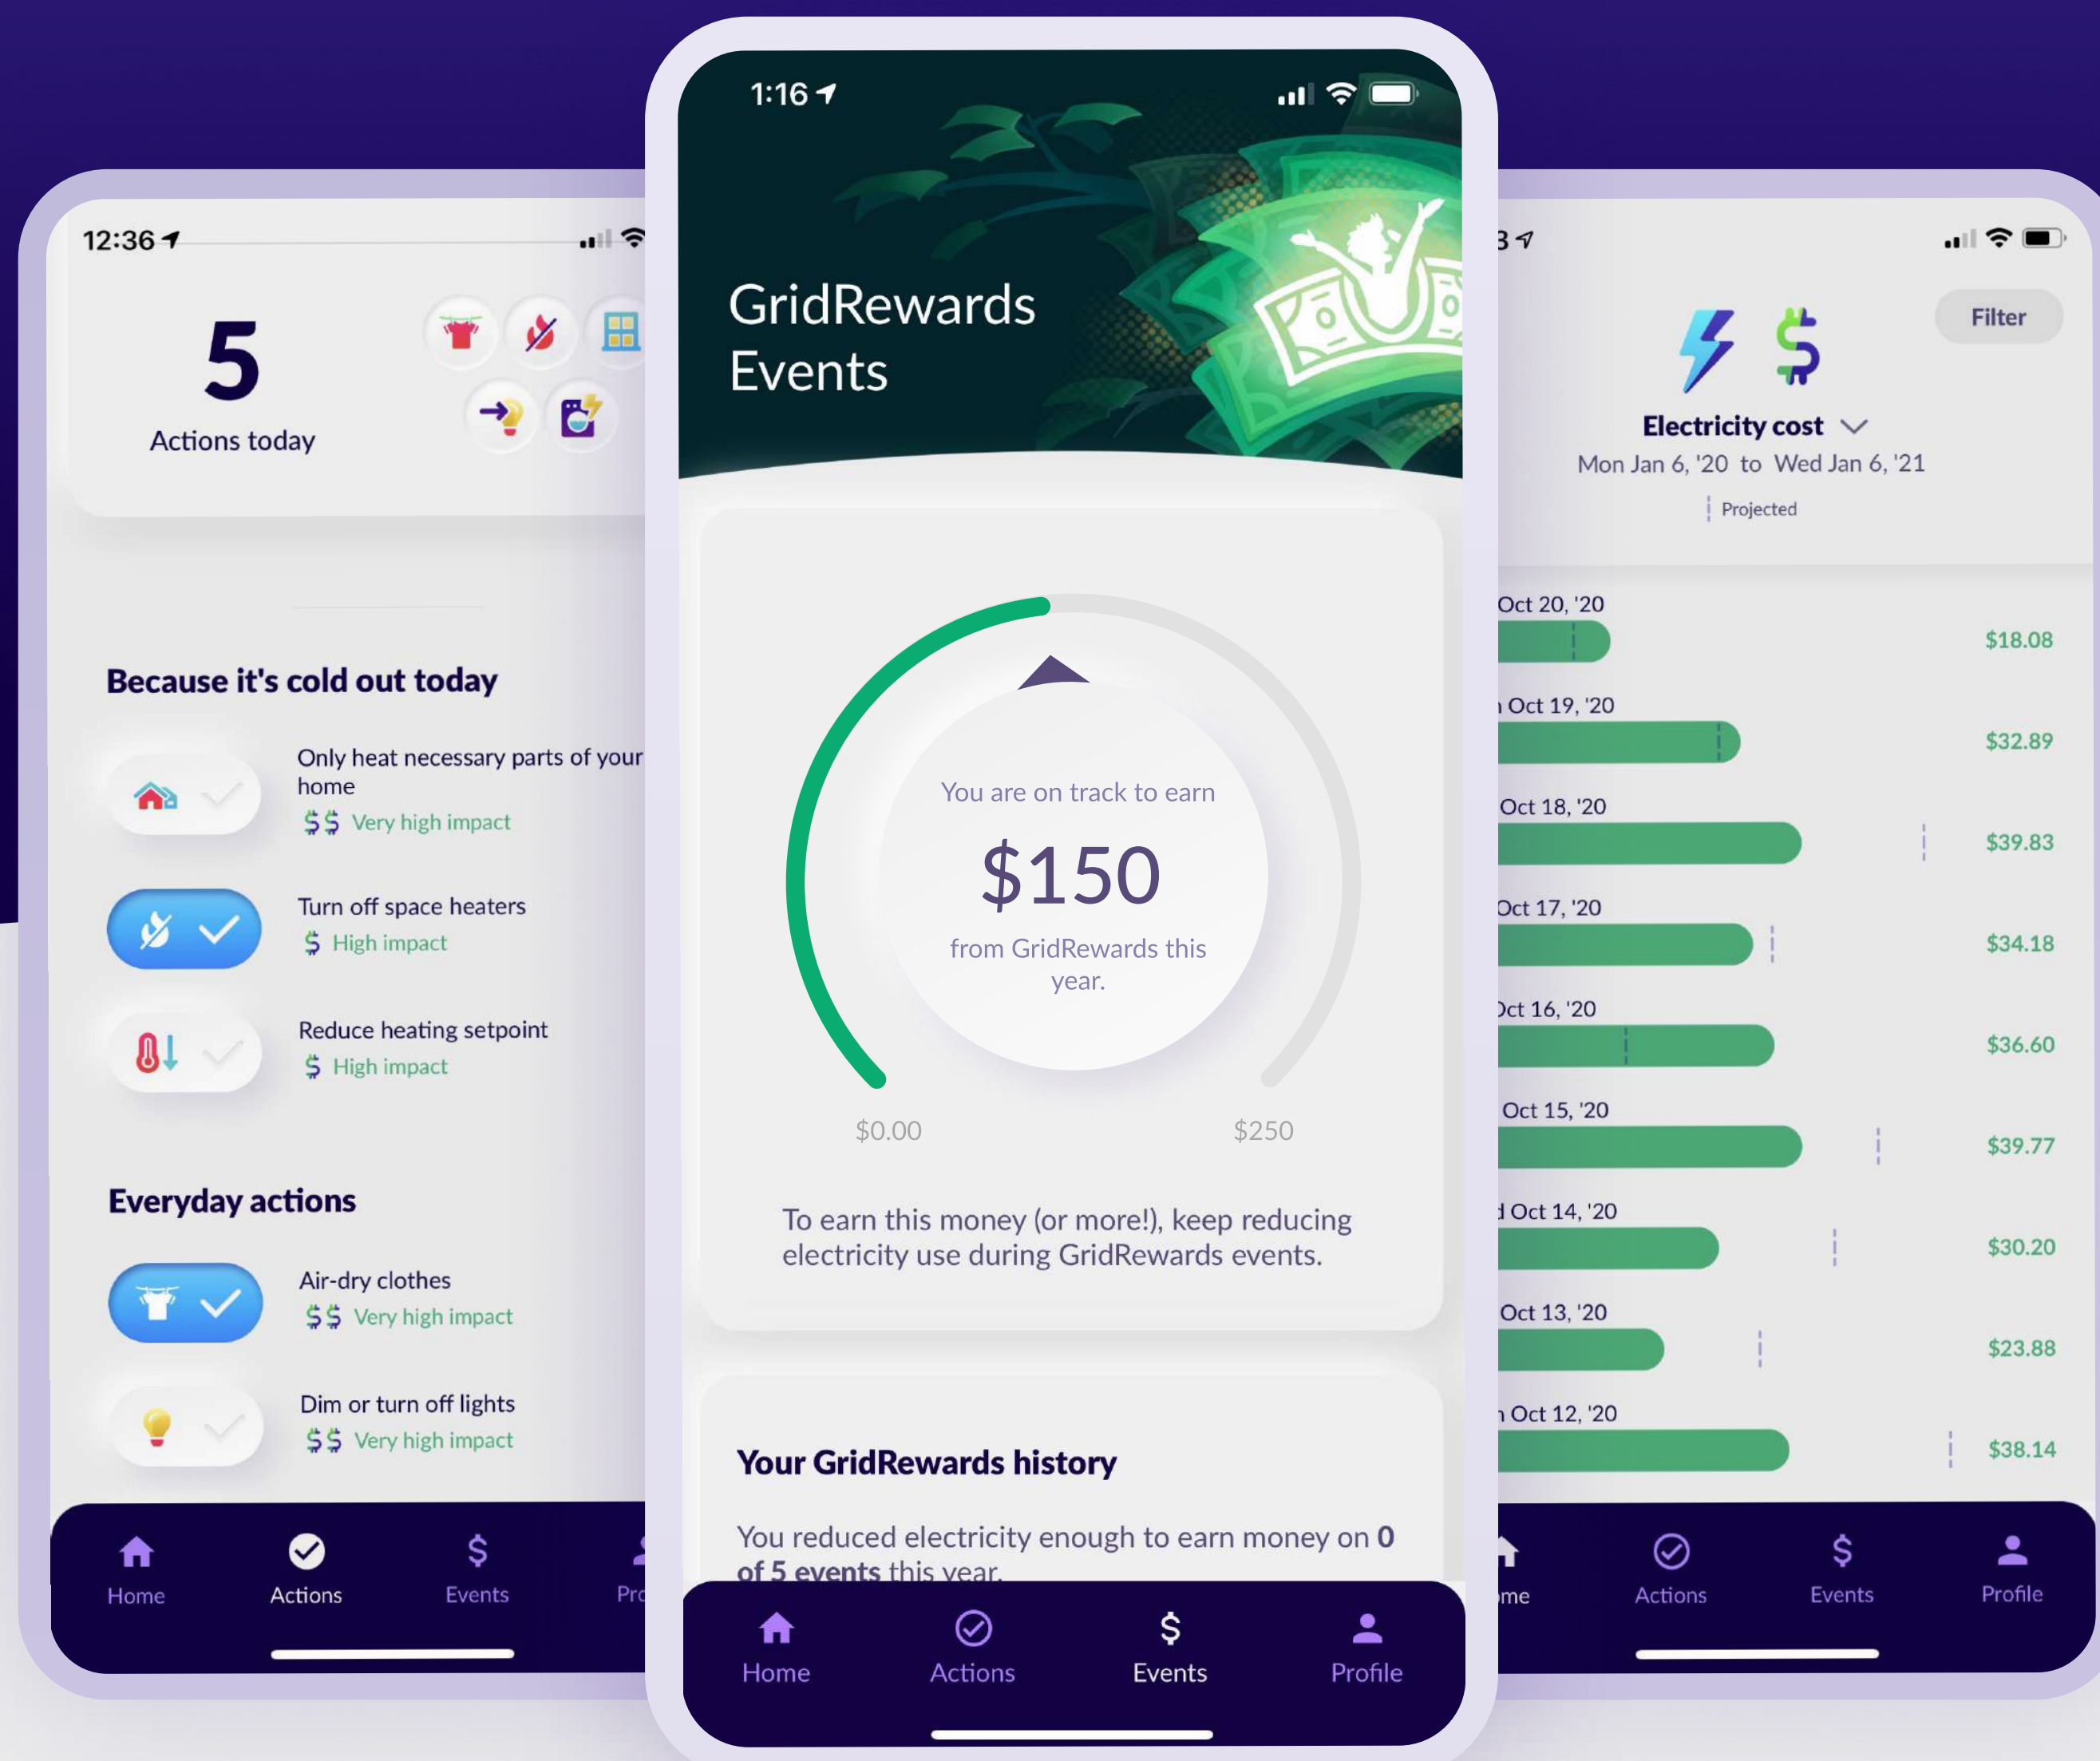 12:36
5
Actions today
Because it's cold out today
Only heat necessary parts of your
home
$$ Very high impact
Turn off space heaters
$ High impact
Reduce heating setpoint
$ High impact
Everyday actions
Air-dry clothes
$$ Very high impact
Dim or turn off lights
$$ Very high impact
Home
Actions
Events
1:16
GridRewards
Events
You are on track to earn
$150
from GridRewards this
year.
$0.00
$250
To earn this money (or more!), keep reducing
electricity use during GridRewards events.
Your GridRewards history
You reduced electricity enough to earn money on 0
of 5 events this year.
Home
Actions
Events
Profile
Filter
Electricity cost
Mon Jan 6, '20 to Wed Jan 6, '21
Projected
Oct 20, '20
$18.08
Oct 19, '20
$32.89
Oct 18, '20
$39.83
Oct 17, '20
$34.18
Oct 16, '20
$36.60
Oct 15, '20
$39.77
Oct 14, '20
$30.20
Oct 13, '20
$23.88
Oct 12, '20
$38.14
Actions
Events
Profile